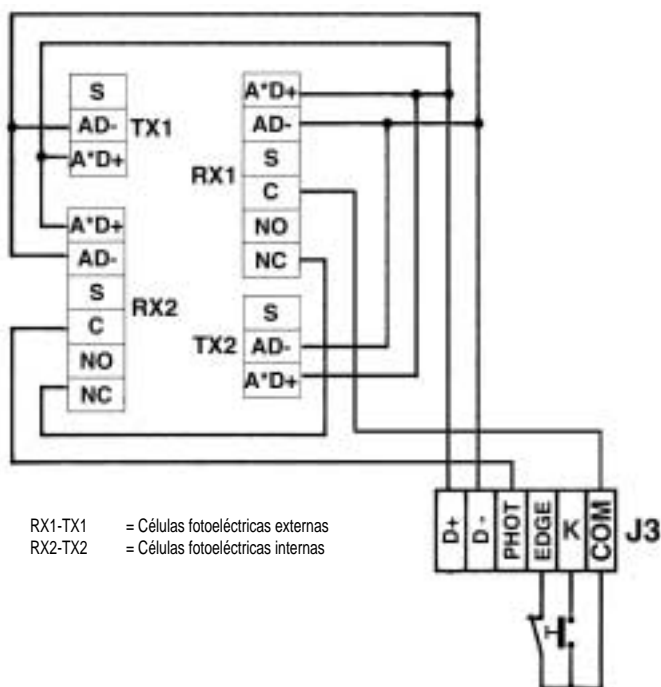 S
AD-
A*D+
TX1
A*D+
AD-
S
C
NO
NC
RX1
A*D+
AD-
S
C
NO
NC
RX2
S
AD-
A*D+
TX2
RX1-TX1 = Células fotoeléctricas externas
RX2-TX2 = Células fotoeléctricas internas
D+
D -
PHOT
EDGE
K
COM
J3